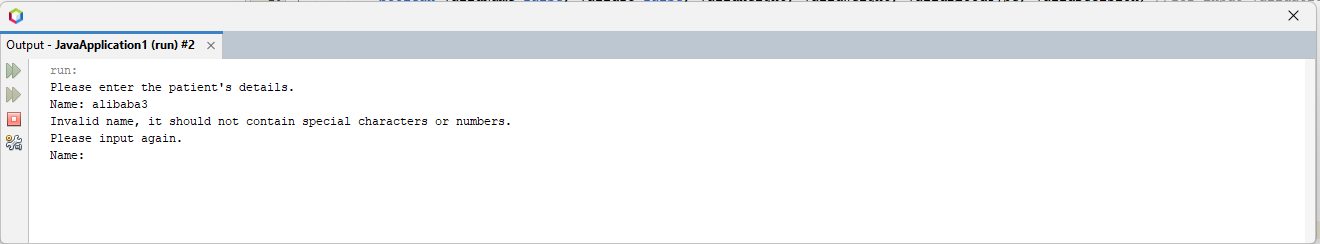 Output - JavaApplication1 (run) #2
run:
Please enter the patient's details.
Name: alibaba3
Invalid name, it should not contain special characters or numbers.
Please input again.
Name: